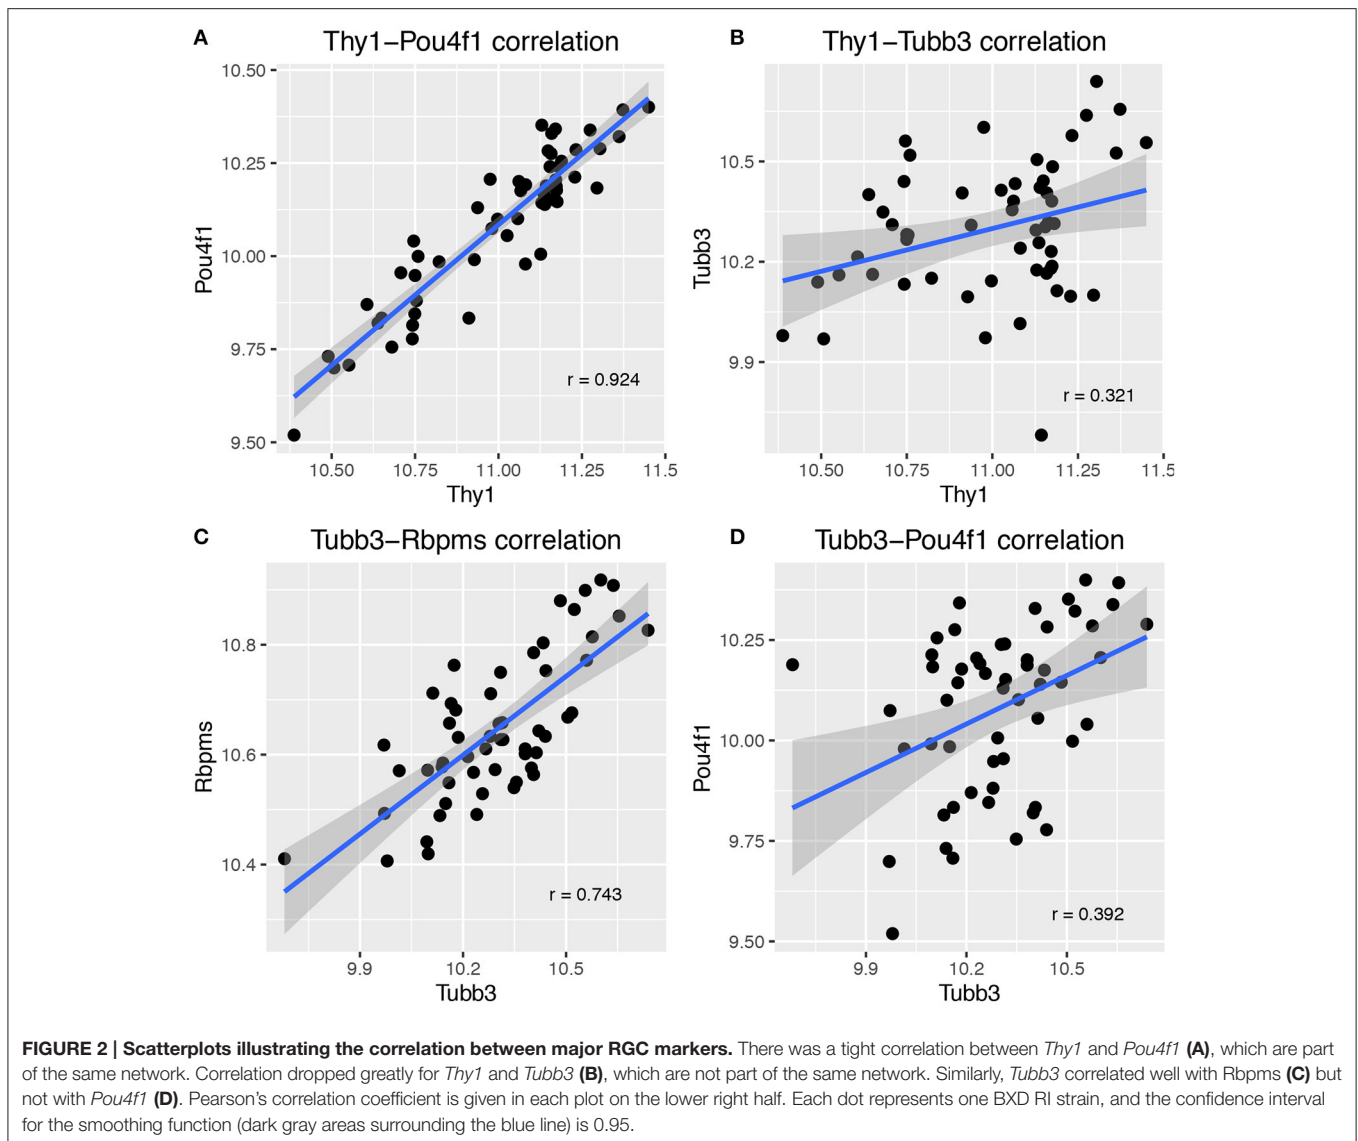 A
Thy1−Pou4f1 correlation
10.50
10.25
10.00
9.75
9.50
Pou4f1
r = 0.924
10.50 10.75 11.00 11.25 11.5
Thy1
B
Thy1−Tubb3 correlation
10.5
10.2
9.9
Tubb3
r = 0.321
10.50 10.75 11.00 11.25 11.5
Thy1
C
Tubb3−Rbpms correlation
10.8
10.6
10.4
Rbpms
r = 0.743
9.9 10.2 10.5
Tubb3
D
Tubb3−Pou4f1 correlation
10.25
10.00
9.75
9.50
Pou4f1
r = 0.392
9.9 10.2 10.5
Tubb3
FIGURE 2 | Scatterplots illustrating the correlation between major RGC markers. There was a tight correlation between Thy1 and Pou4f1 (A), which are part
of the same network. Correlation dropped greatly for Thy1 and Tubb3 (B), which are not part of the same network. Similarly, Tubb3 correlated well with Rbpms (C) but
not with Pou4f1 (D). Pearson’s correlation coefficient is given in each plot on the lower right half. Each dot represents one BXD RI strain, and the confidence interval
for the smoothing function (dark gray areas surrounding the blue line) is 0.95.